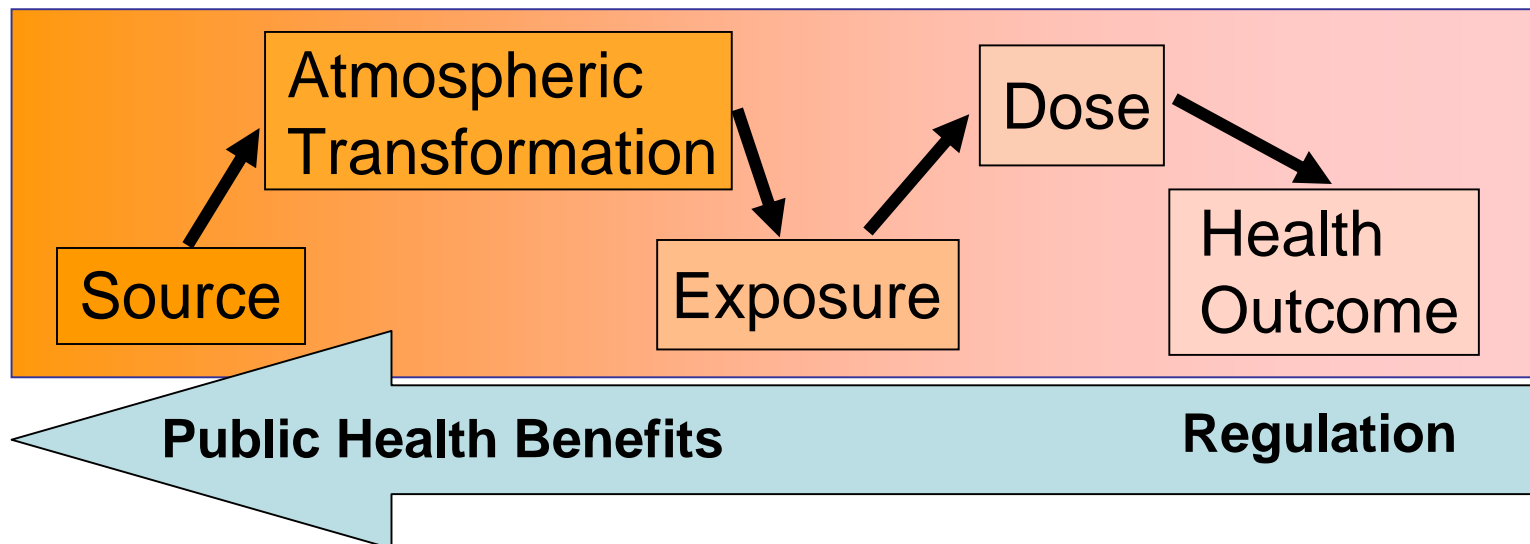 Atmospheric
Transformation
Dose
Source
Exposure
Health
Outcome
Public Health Benefits
Regulation